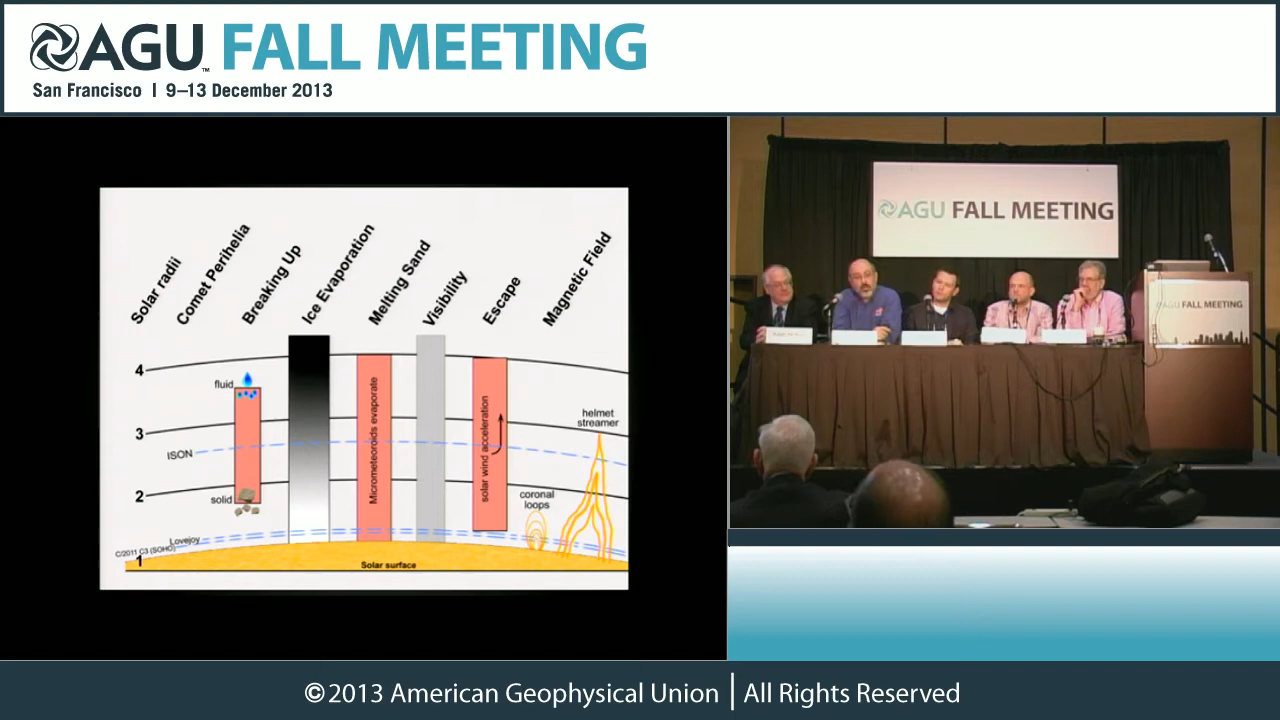 AGU FALL MEETING
San Francisco | 9–13 December 2013
Solar radii
Comet Perihelia
Breaking Up
Ice Evaporation
Melting Sand
Visibility
Escape
Magnetic Field
4
fluid
3
ISON
2
solid
Micrometeoroids evaporate
solar wind acceleration
helmet
streamer
coronal
loops
Lovejoy
C/2011 C3 (SOHO)
1
Solar surface
AGU FALL MEETING
AGU FALL MEETING
©2013 American Geophysical Union | All Rights Reserved